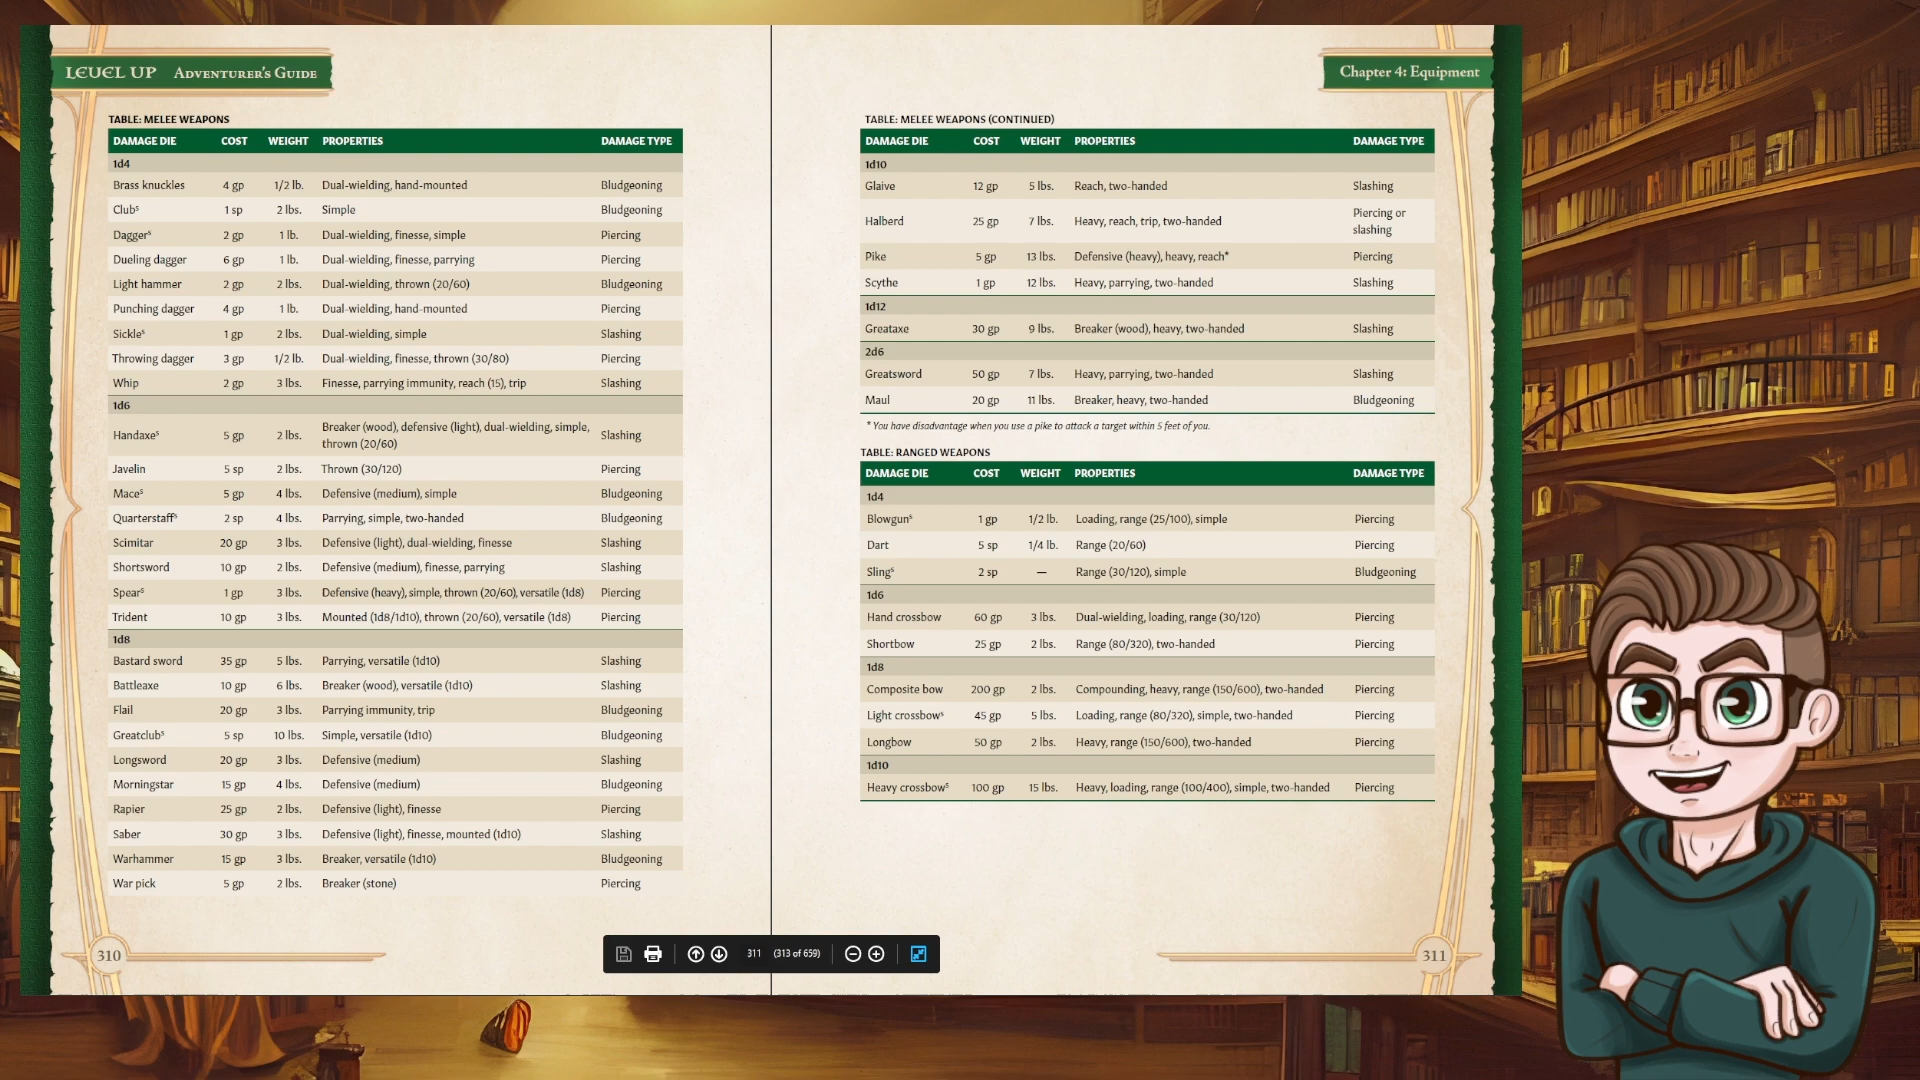 LEVEL UP ADVENTURER'S GUIDE
TABLE: MELEE WEAPONS
DAMAGE DIE COST WEIGHT PROPERTIES DAMAGE TYPE
1d4
Brass knuckles 4 gp 1/2 lb. Dual-wielding, hand-mounted Bludgeoning
Clubˢ 1 sp 2 lbs. Simple Bludgeoning
Daggerˢ 2 gp 1 lb. Dual-wielding, finesse, simple Piercing
Dueling dagger 6 gp 1 lb. Dual-wielding, finesse, parrying Piercing
Light hammer 2 gp 2 lbs. Dual-wielding, thrown (20/60) Bludgeoning
Punching dagger 4 gp 1 lb. Dual-wielding, hand-mounted Piercing
Sickleˢ 1 gp 2 lbs. Dual-wielding, simple Slashing
Throwing dagger 3 gp 1/2 lb. Dual-wielding, finesse, thrown (30/80) Piercing
Whip 2 gp 3 lbs. Finesse, parrying immunity, reach (15), trip Slashing
1d6
Handaxeˢ 5 gp 2 lbs. Breaker (wood), defensive (light), dual-wielding, simple, Slashing
thrown (20/60)
Javelin 5 sp 2 lbs. Thrown (30/120) Piercing
Maceˢ 5 gp 4 lbs. Defensive (medium), simple Bludgeoning
Quarterstaffˢ 2 sp 4 lbs. Parrying, simple, two-handed Bludgeoning
Scimitar 20 gp 3 lbs. Defensive (light), dual-wielding, finesse Slashing
Shortsword 10 gp 2 lbs. Defensive (medium), finesse, parrying Slashing
Spearˢ 1 gp 3 lbs. Defensive (heavy), simple, thrown (20/60), versatile (1d8) Piercing
Trident 10 gp 3 lbs. Mounted (1d8/1d10), thrown (20/60), versatile (1d8) Piercing
1d8
Bastard sword 35 gp 5 lbs. Parrying, versatile (1d10) Slashing
Battleaxe 10 gp 6 lbs. Breaker (wood), versatile (1d10) Slashing
Flail 20 gp 3 lbs. Parrying immunity, trip Bludgeoning
Greatclubˢ 5 sp 10 lbs. Simple, versatile (1d10) Bludgeoning
Longsword 20 gp 3 lbs. Defensive (medium) Slashing
Morningstar 15 gp 4 lbs. Defensive (medium) Bludgeoning
Rapier 25 gp 2 lbs. Defensive (light), finesse Piercing
Saber 30 gp 3 lbs. Defensive (light), finesse, mounted (1d10) Slashing
Warhammer 15 gp 3 lbs. Breaker, versatile (1d10) Bludgeoning
War pick 5 gp 2 lbs. Breaker (stone) Piercing
310
Chapter 4: Equipment
TABLE: MELEE WEAPONS (CONTINUED)
DAMAGE DIE COST WEIGHT PROPERTIES DAMAGE TYPE
1d10
Glaive 12 gp 5 lbs. Reach, two-handed Slashing
Halberd 25 gp 7 lbs. Heavy, reach, trip, two-handed Piercing or
slashing
Pike 5 gp 13 lbs. Defensive (heavy), heavy, reach* Piercing
Scythe 1 gp 12 lbs. Heavy, parrying, two-handed Slashing
1d12
Greataxe 30 gp 9 lbs. Breaker (wood), heavy, two-handed Slashing
2d6
Greatsword 50 gp 7 lbs. Heavy, parrying, two-handed Slashing
Maul 20 gp 11 lbs. Breaker, heavy, two-handed Bludgeoning
* You have disadvantage when you use a pike to attack a target within 5 feet of you.
TABLE: RANGED WEAPONS
DAMAGE DIE COST WEIGHT PROPERTIES DAMAGE TYPE
1d4
Blowgunˢ 1 gp 1/2 lb. Loading, range (25/100), simple Piercing
Dart 5 sp 1/4 lb. Range (20/60) Piercing
Slingˢ 2 sp — Range (30/120), simple Bludgeoning
1d6
Hand crossbow 60 gp 3 lbs. Dual-wielding, loading, range (30/120) Piercing
Shortbow 25 gp 2 lbs. Range (80/320), two-handed Piercing
1d8
Composite bow 200 gp 2 lbs. Compounding, heavy, range (150/600), two-handed Piercing
Light crossbowˢ 45 gp 5 lbs. Loading, range (80/320), simple, two-handed Piercing
Longbow 50 gp 2 lbs. Heavy, range (150/600), two-handed Piercing
1d10
Heavy crossbowˢ 100 gp 15 lbs. Heavy, loading, range (100/400), simple, two-handed Piercing
311
311 (313 of 659)